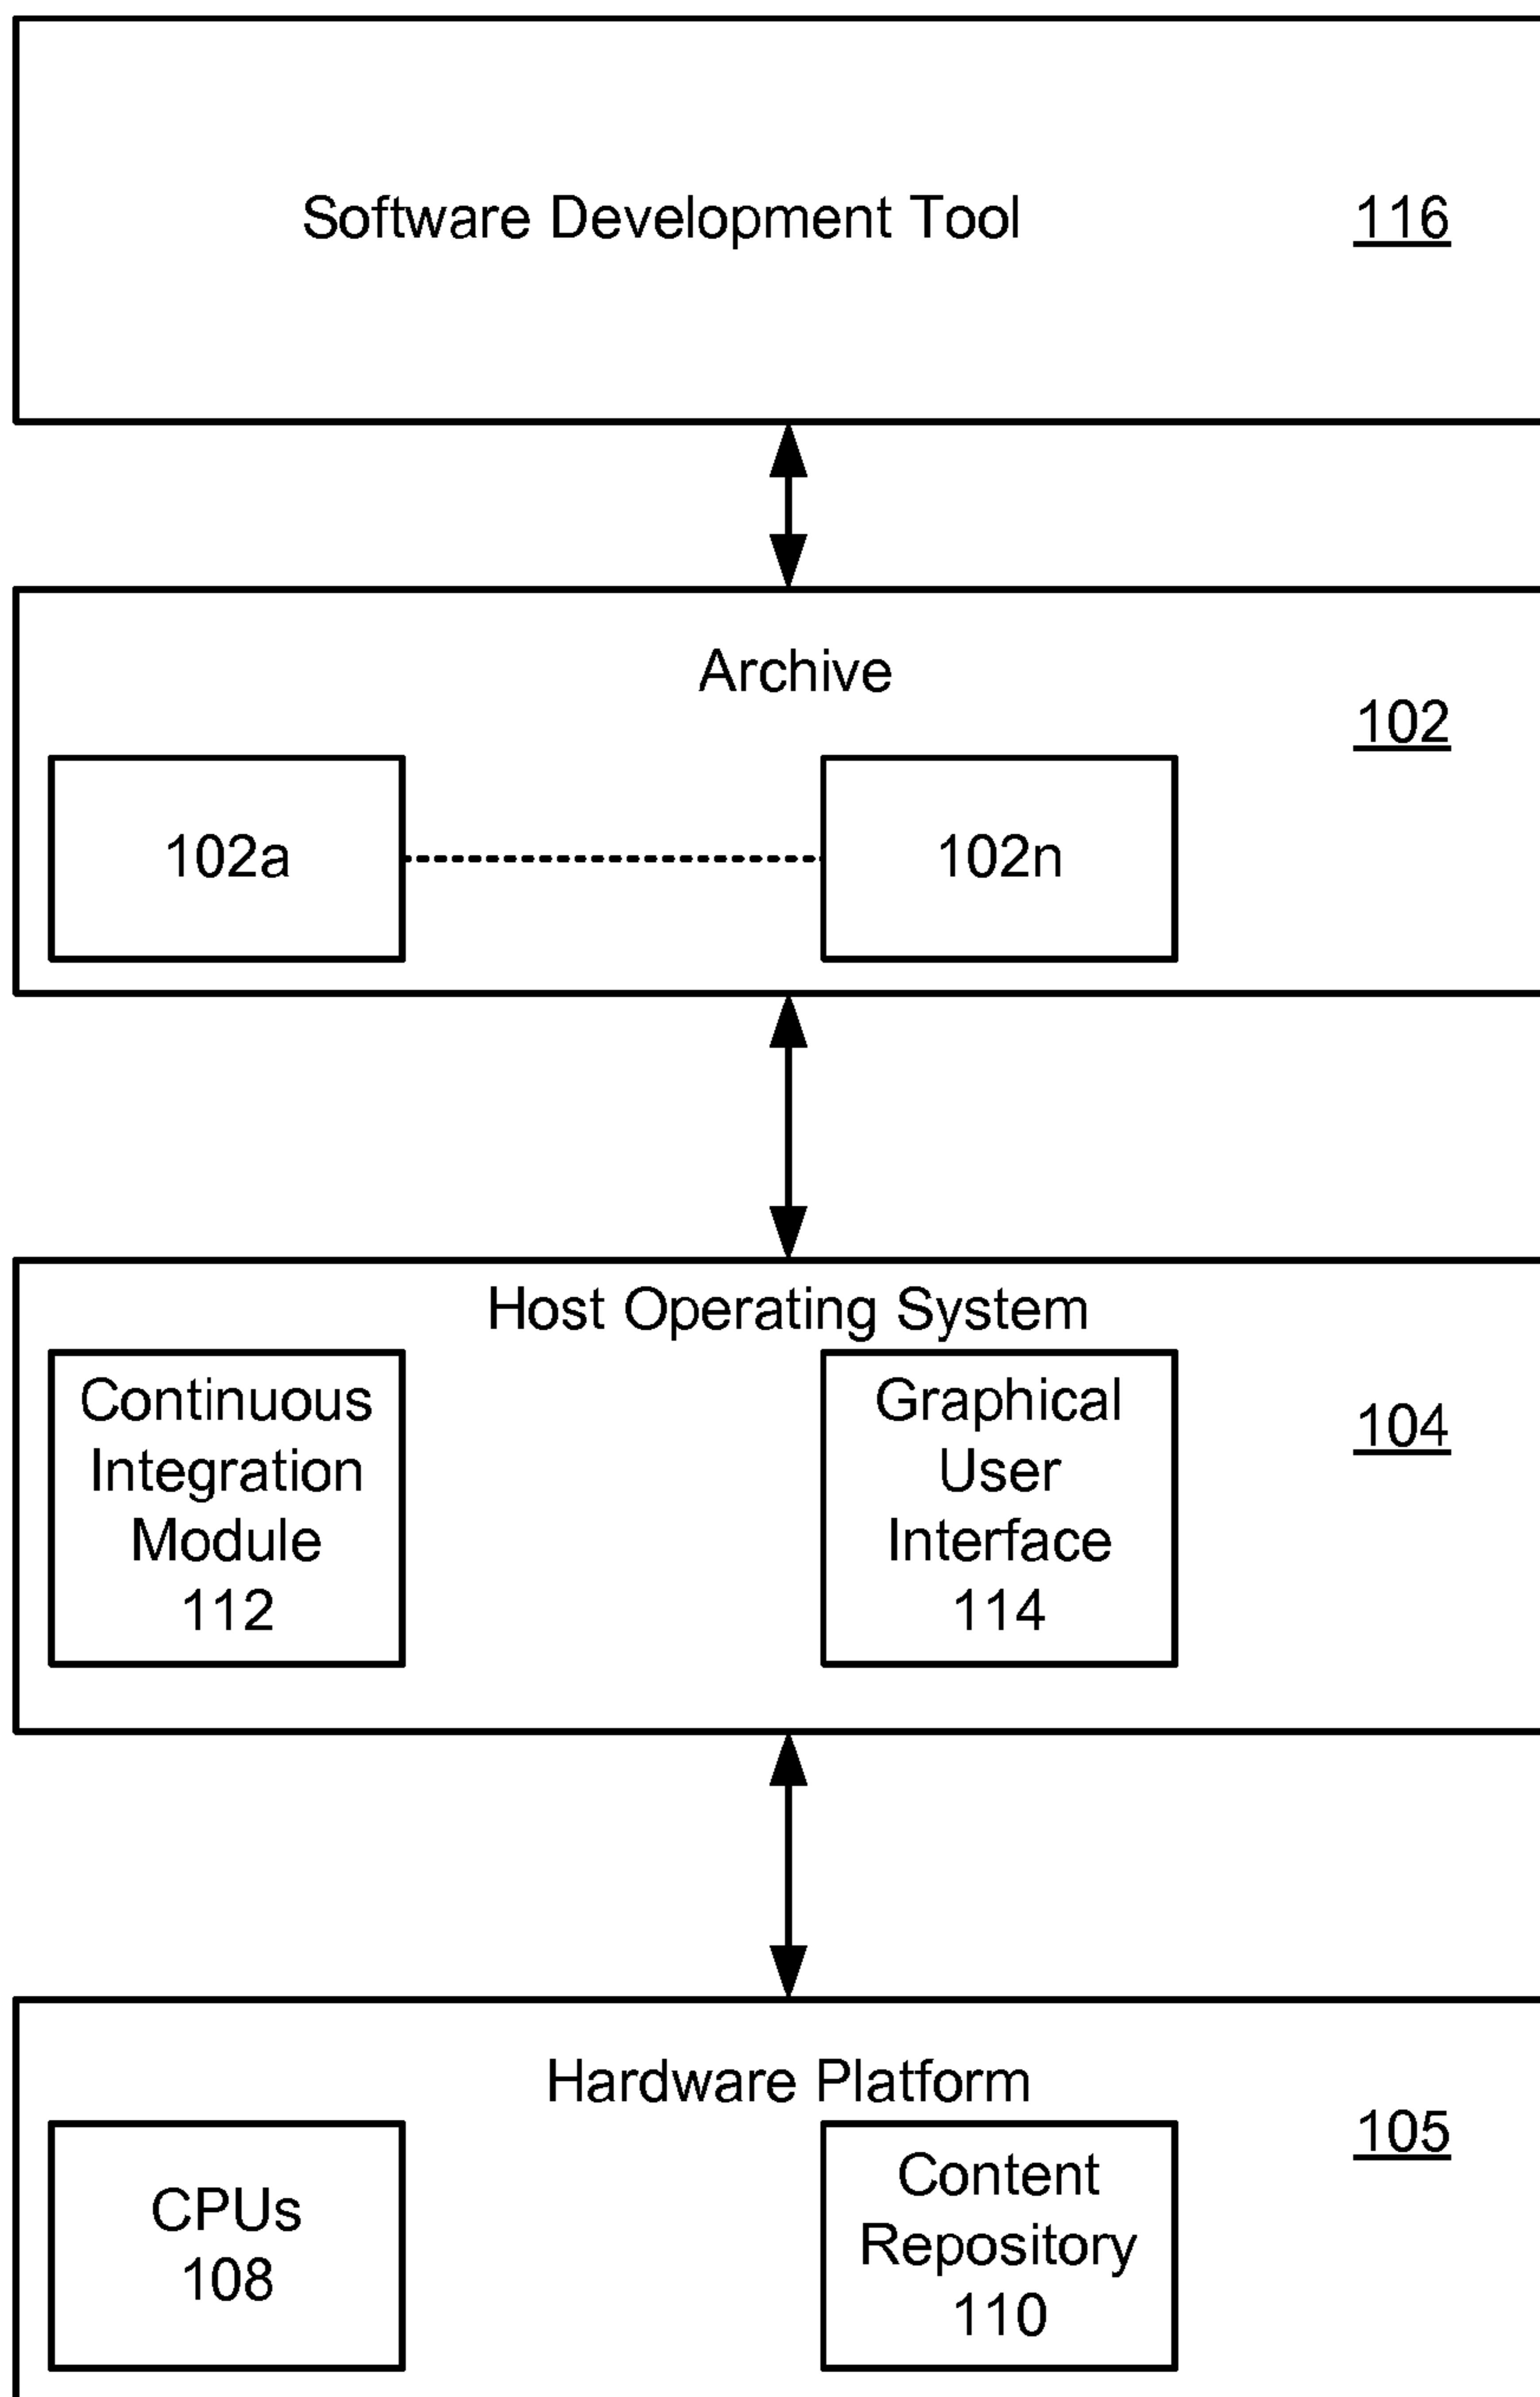 Software Development Tool 116
Archive
102
102a 102n
Host Operating System
Continuous
Integration
Module
112
Graphical
User
Interface
114
104
Hardware Platform
105
CPUs
108
Content
Repository
110